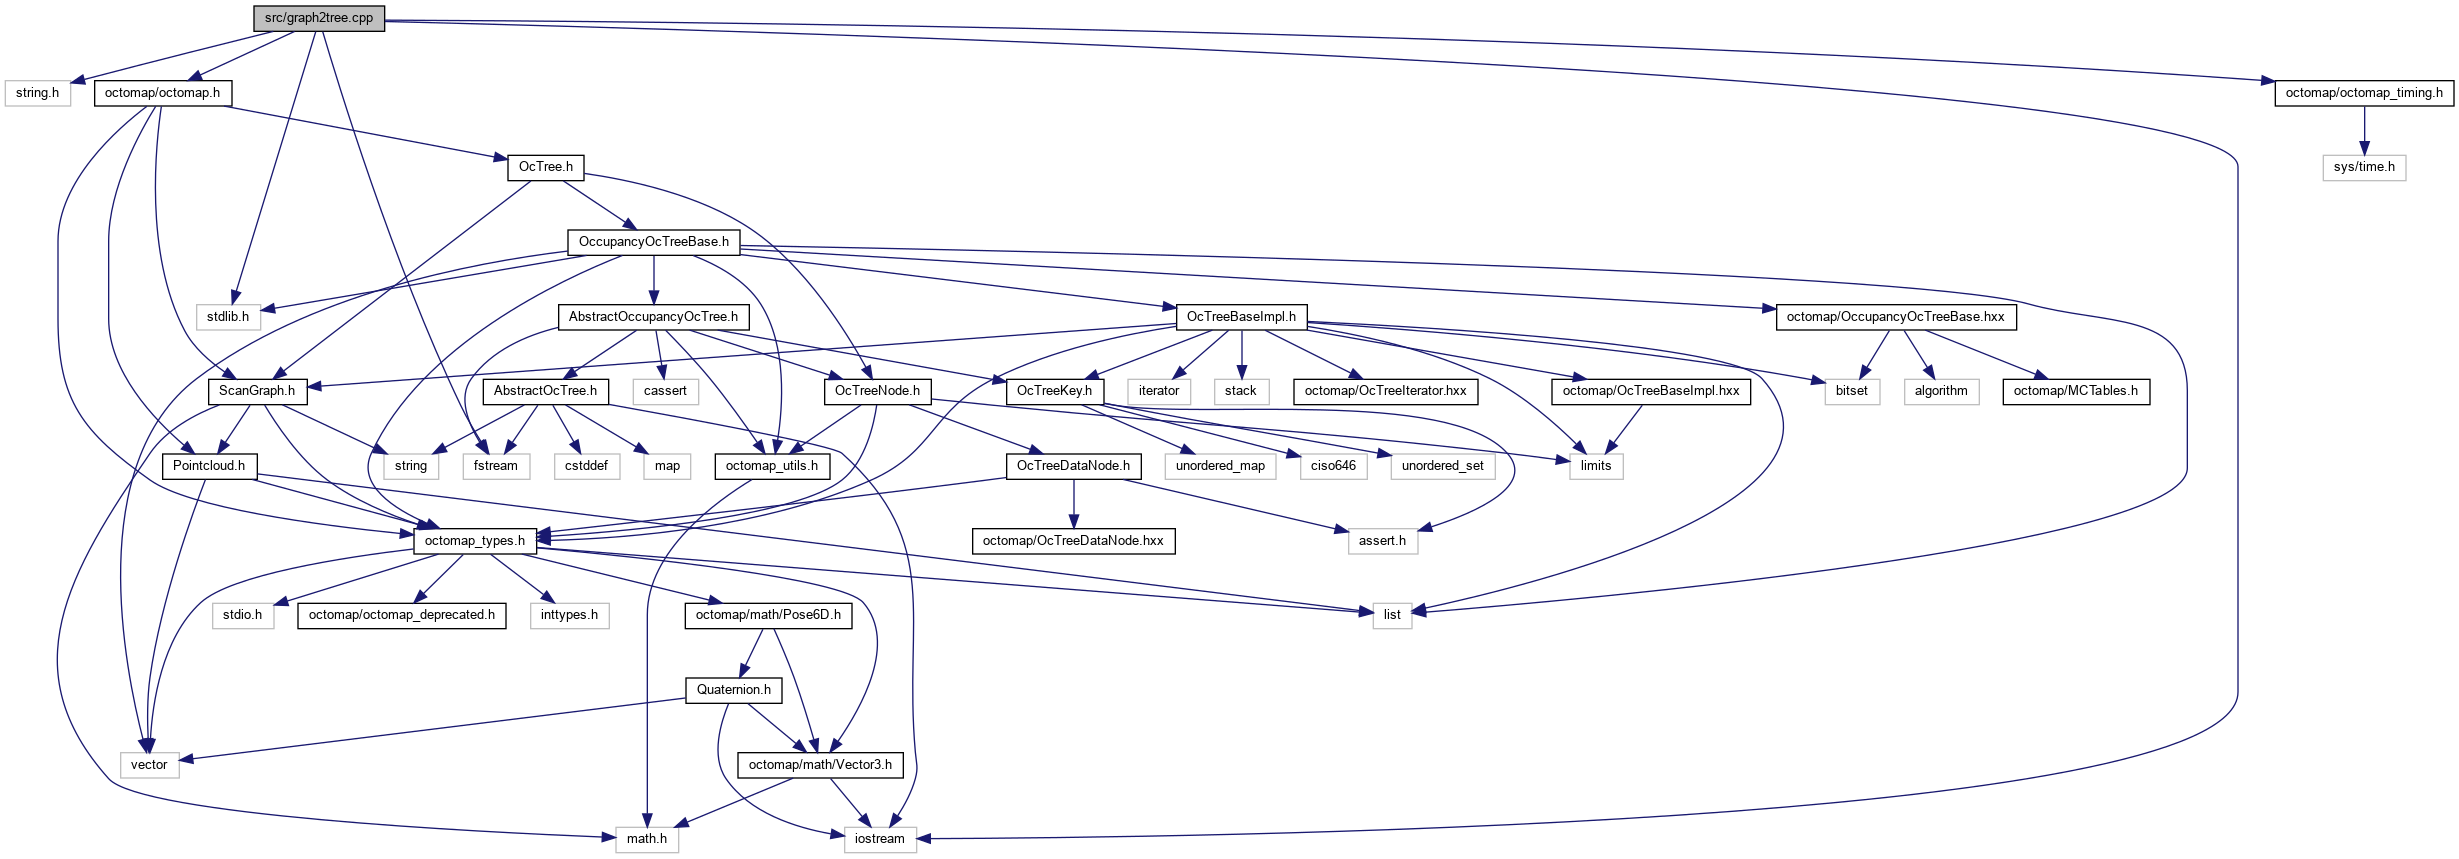 src/graph2tree.cpp
string.h
octomap/octomap.h
octomap/octomap_timing.h
OcTree.h
sys/time.h
OccupancyOcTreeBase.h
stdlib.h
AbstractOccupancyOcTree.h
OcTreeBaseImpl.h
octomap/OccupancyOcTreeBase.hxx
ScanGraph.h
AbstractOcTree.h
cassert
OcTreeNode.h
OcTreeKey.h
iterator
stack
octomap/OcTreeIterator.hxx
octomap/OcTreeBaseImpl.hxx
bitset
algorithm
octomap/MCTables.h
Pointcloud.h
string
fstream
cstddef
map
octomap_utils.h
OcTreeDataNode.h
unordered_map
ciso646
unordered_set
limits
octomap_types.h
octomap/OcTreeDataNode.hxx
assert.h
stdio.h
octomap/octomap_deprecated.h
inttypes.h
octomap/math/Pose6D.h
list
Quaternion.h
vector
octomap/math/Vector3.h
math.h
iostream